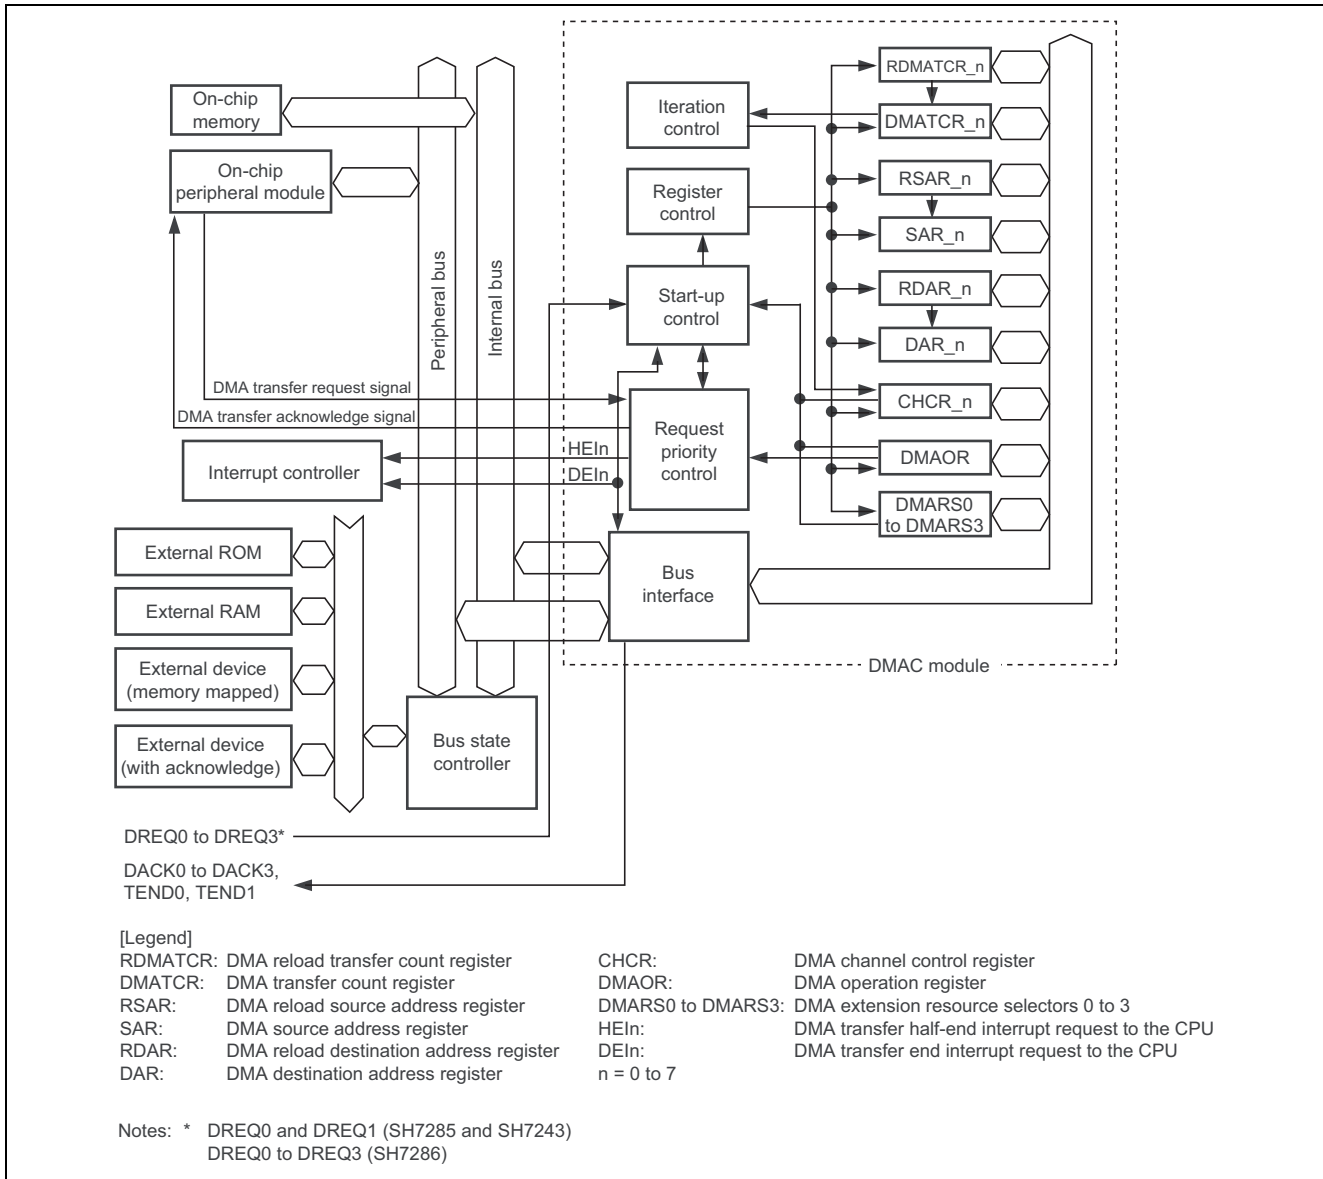 On-chip
memory
On-chip
peripheral module
Peripheral bus
Internal bus
Iteration
control
Register
control
Start-up
control
Request
priority
control
RDMATCR_n
DMATCR_n
RSAR_n
SAR_n
RDAR_n
DAR_n
CHCR_n
DMAOR
DMARS0
to DMARS3
DMA transfer request signal
DMA transfer acknowledge signal
HEIn
DEIn
Interrupt controller
External ROM
External RAM
External device
(memory mapped)
External device
(with acknowledge)
Bus
interface
DMAC module
Bus state
controller
DREQ0 to DREQ3*
DACK0 to DACK3,
TEND0, TEND1
[Legend]
RDMATCR: DMA reload transfer count register
DMATCR: DMA transfer count register
RSAR: DMA reload source address register
SAR: DMA source address register
RDAR: DMA reload destination address register
DAR: DMA destination address register
CHCR: DMA channel control register
DMAOR: DMA operation register
DMARS0 to DMARS3: DMA extension resource selectors 0 to 3
HEIn: DMA transfer half-end interrupt request to the CPU
DEIn: DMA transfer end interrupt request to the CPU
n = 0 to 7
Notes: * DREQ0 and DREQ1 (SH7285 and SH7243)
DREQ0 to DREQ3 (SH7286)